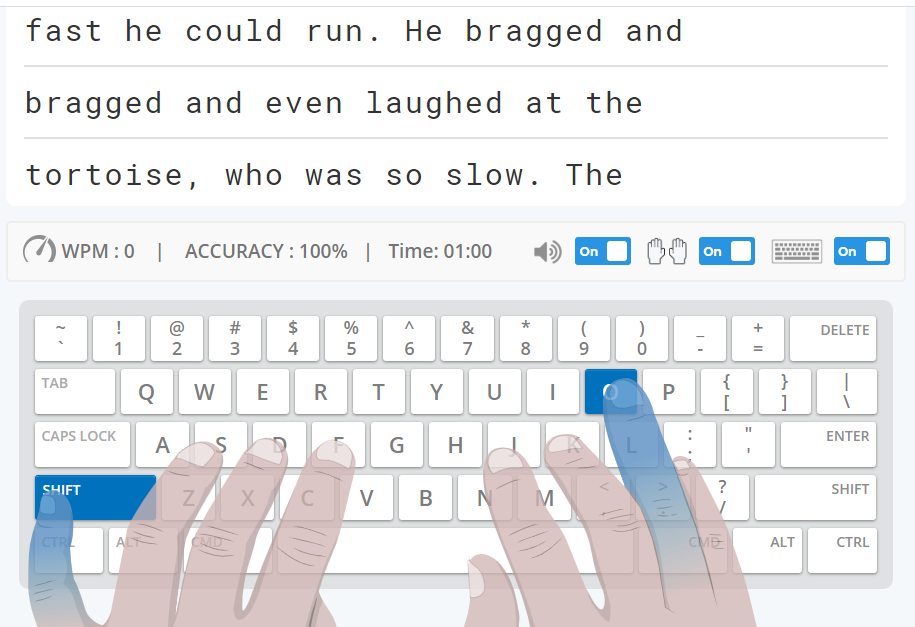 fast he could run. He bragged and
bragged and even laughed at the
tortoise, who was so slow. The
WPM : 0 | ACCURACY : 100% | Time: 01:00 On On On
~ ! @ # $ % ^ & * ( ) _ + DELETE
` 1 2 3 4 5 6 7 8 9 0 - =
TAB Q W E R T Y U I O P { } |
[ ] \
CAPS LOCK A S D F G H J K L : " ENTER
; '
SHIFT Z X C V B N M < > ? SHIFT
, . /
CTRL ALT CMD CMD ALT CTRL